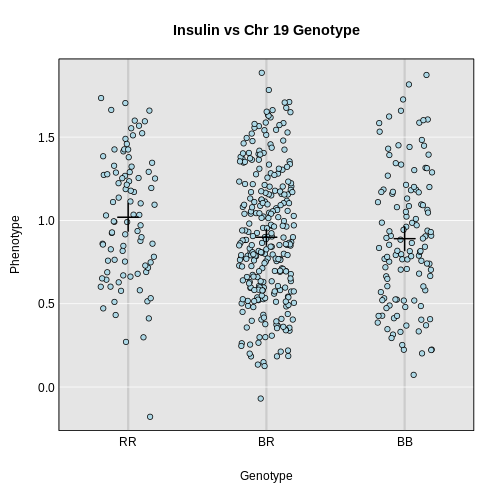 Insulin vs Chr 19 Genotype
Phenotype
1.5
1.0
0.5
0.0
RR BR BB
Genotype